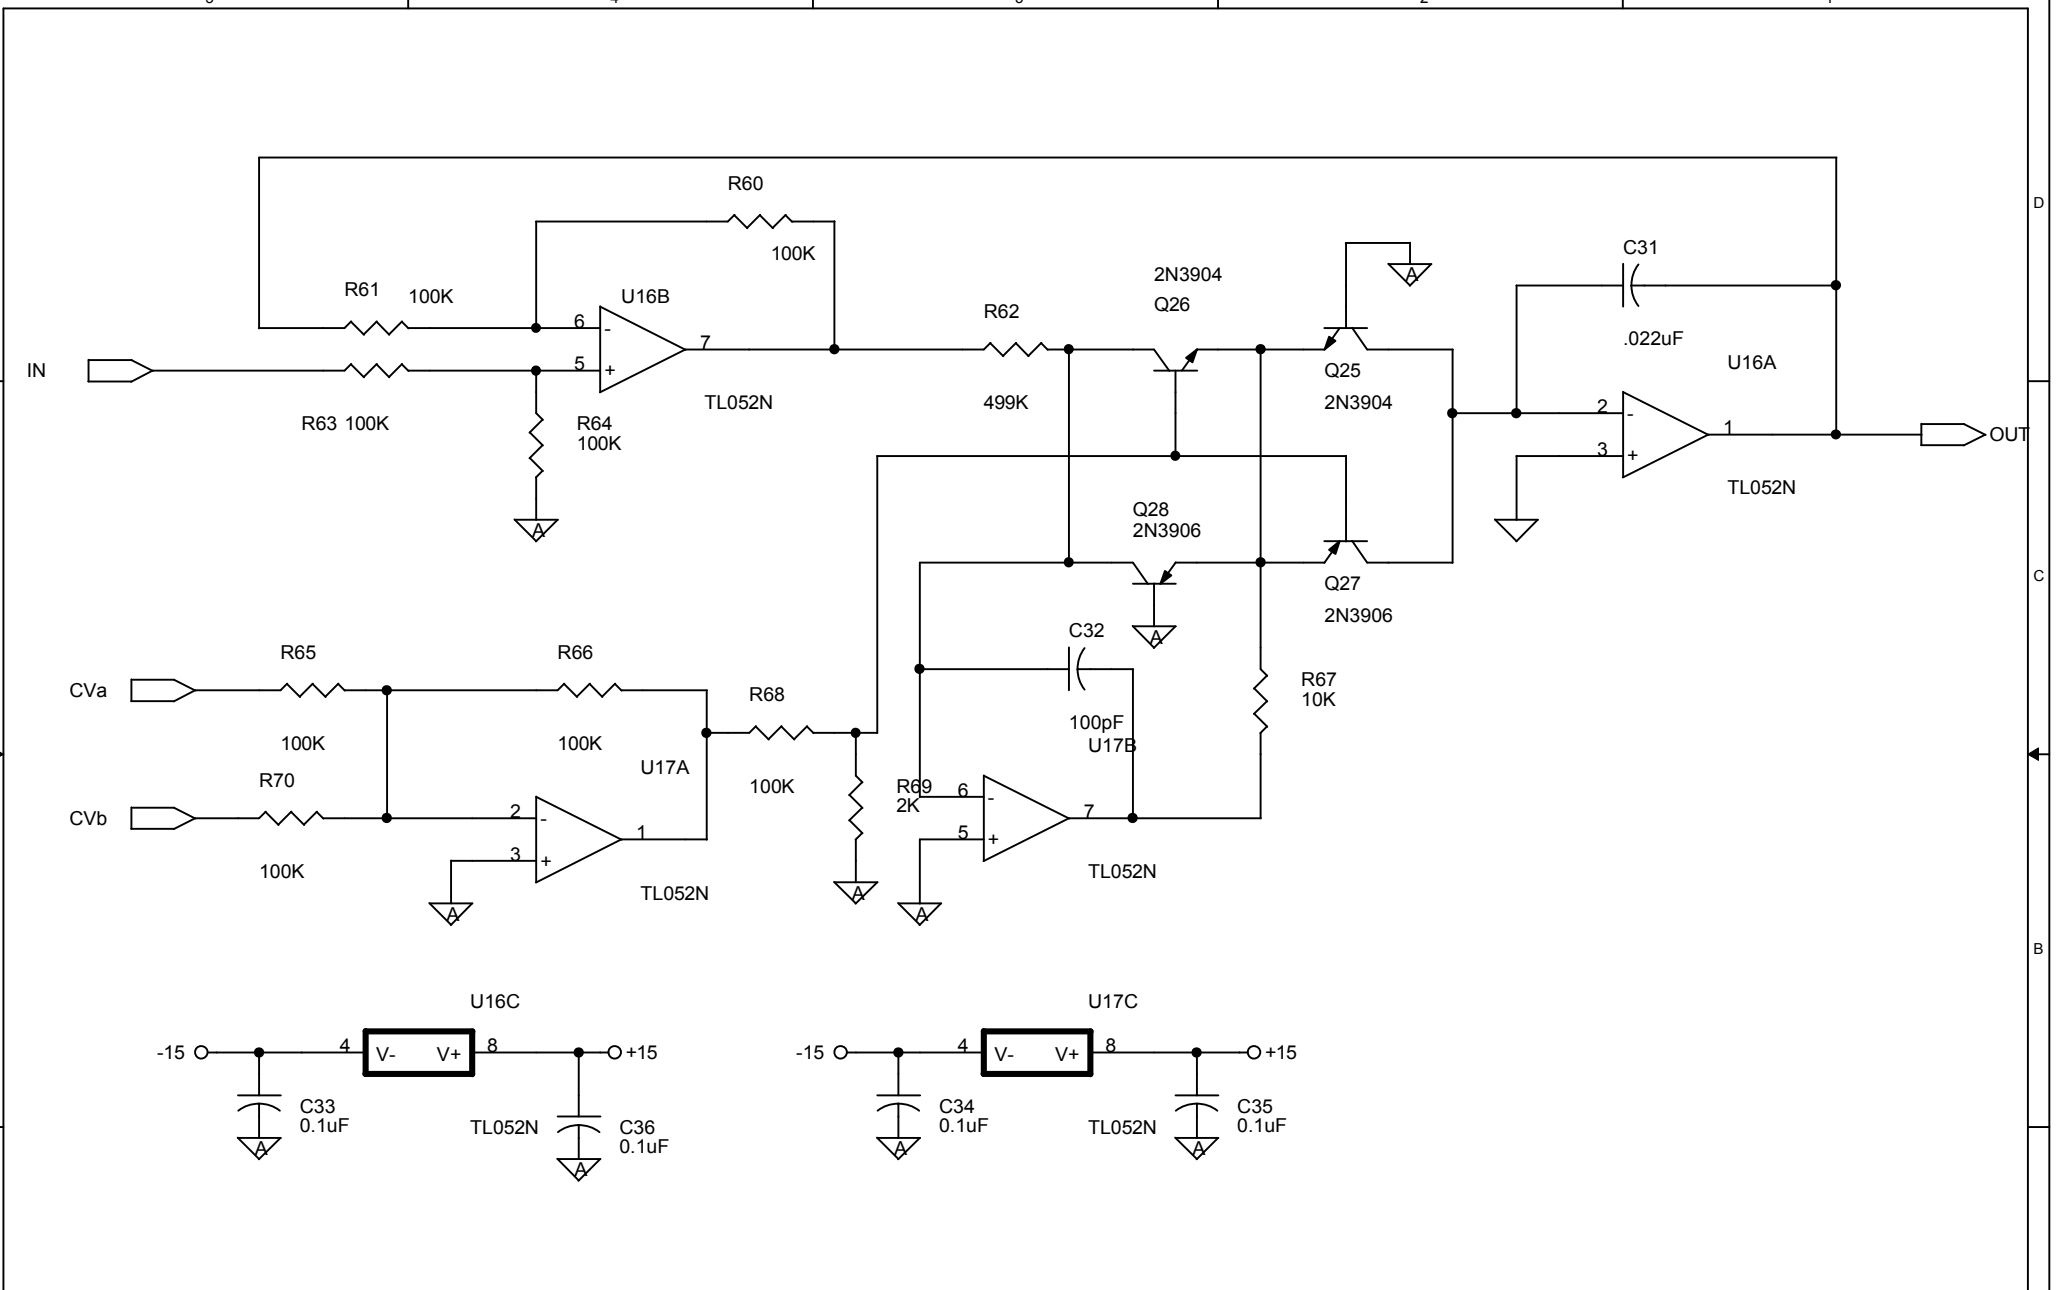 D
R60
100K
C31
2N3904
Q26
A
R61
100K
U16B
R62
6
-
7
.022uF
U16A
IN
5
+
Q25
2N3904
TL052N
499K
R63 100K
R64
100K
2
-
1
OUT
3
+
TL052N
A
Q28
2N3906
C
Q27
2N3906
A
C32
R65
R66
R68
R67
10K
CVa
100K
100K
100pF
U17B
U17A
R70
100K
R69
2K
6
-
7
CVb
2
-
1
5
+
3
+
100K
TL052N
TL052N
A
A
A
B
U16C
U17C
-15
4
V-
V+
8
+15
-15
4
V-
V+
8
+15
C33
0.1uF
TL052N
C36
0.1uF
C34
0.1uF
TL052N
C35
0.1uF
A
A
A
A